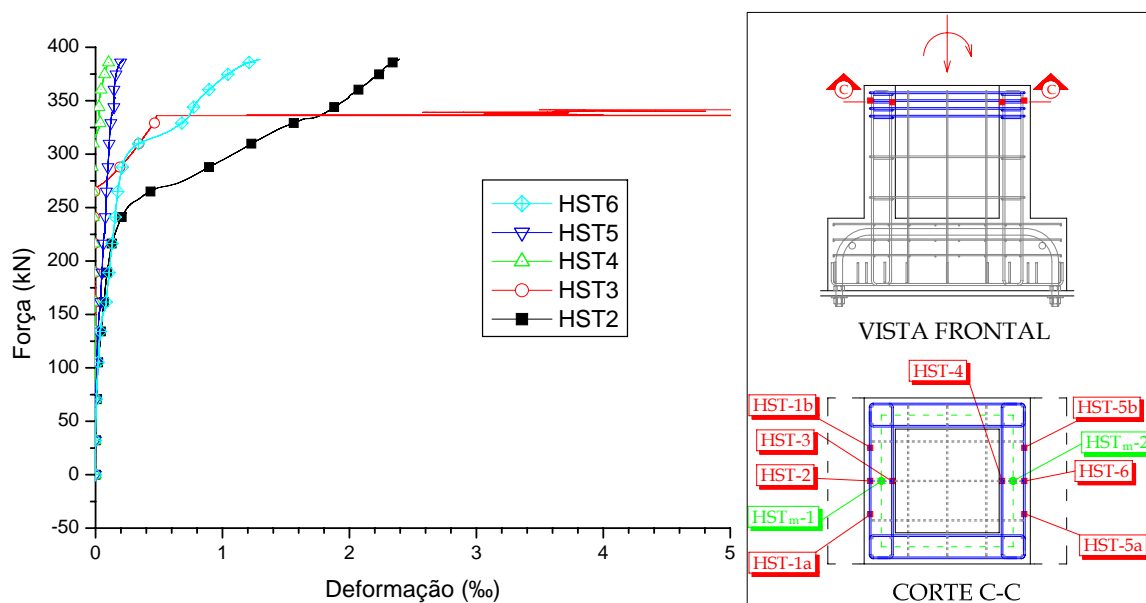 400
350
300
250
200
150
100
50
0
-50
Força (kN)
0
1
2
3
4
5
Deformação (‰)
HST6
HST5
HST4
HST3
HST2
C
C
VISTA FRONTAL
HST-4
HST-1b
HST-3
HST-2
HSTm-1
HST-1a
HST-5b
HSTm-2
HST-6
HST-5a
CORTE C-C